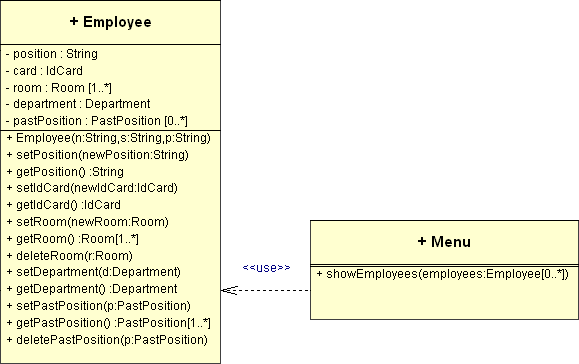 + Employee
- position : String
- card : IdCard
- room : Room [1..*]
- department : Department
- pastPosition : PastPosition [0..*]
+ Employee(n:String,s:String,p:String)
+ setPosition(newPosition:String)
+ getPosition() :String
+ setIdCard(newIdCard:IdCard)
+ getIdCard() :IdCard
+ setRoom(newRoom:Room)
+ getRoom() :Room[1..*]
+ deleteRoom(r:Room)
+ setDepartment(d:Department)
+ getDepartment() :Department
+ setPastPosition(p:PastPosition)
+ getPastPosition() :PastPosition[1..*]
+ deletePastPosition(p:PastPosition)
<<use>>
+ Menu
+ showEmployees(employees:Employee[0..*])